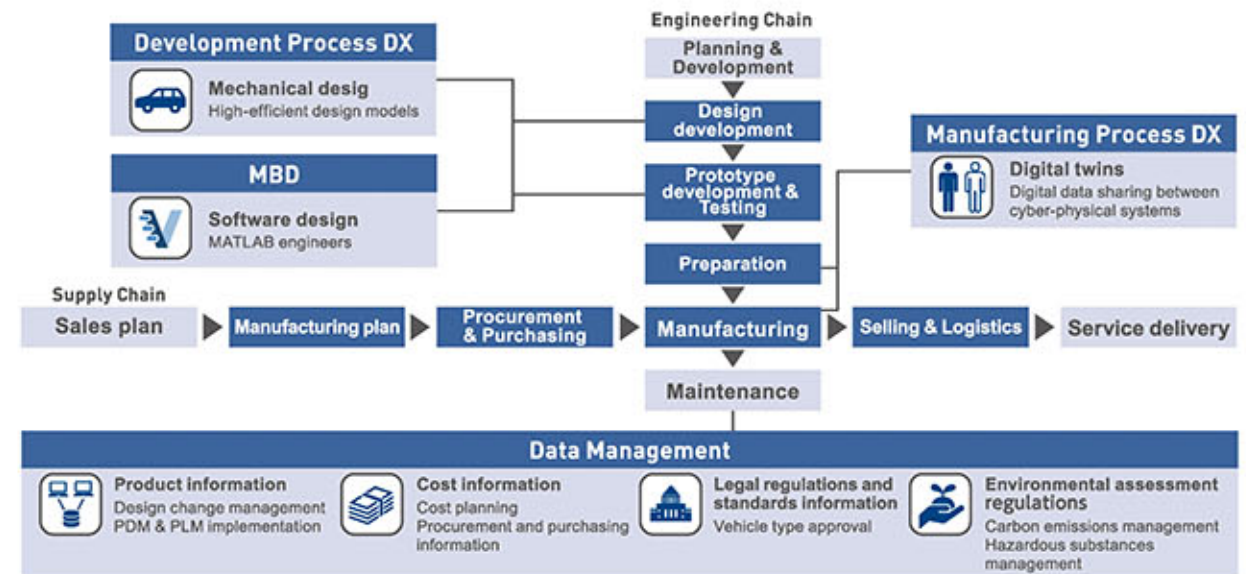 Engineering Chain
Planning &
Development
Development Process DX
Mechanical desig
High-efficient design models
Design
development
Manufacturing Process DX
Digital twins
Digital data sharing between
cyber-physical systems
MBD
Software design
MATLAB engineers
Prototype
development &
Testing
Preparation
Supply Chain
Sales plan
Manufacturing plan
Procurement
& Purchasing
Manufacturing
Selling & Logistics
Service delivery
Maintenance
Data Management
Product information
Design change management
PDM & PLM implementation
Cost information
Cost planning
Procurement and purchasing
information
Legal regulations and
standards information
Vehicle type approval
Environmental assessment
regulations
Carbon emissions management
Hazardous substances
management